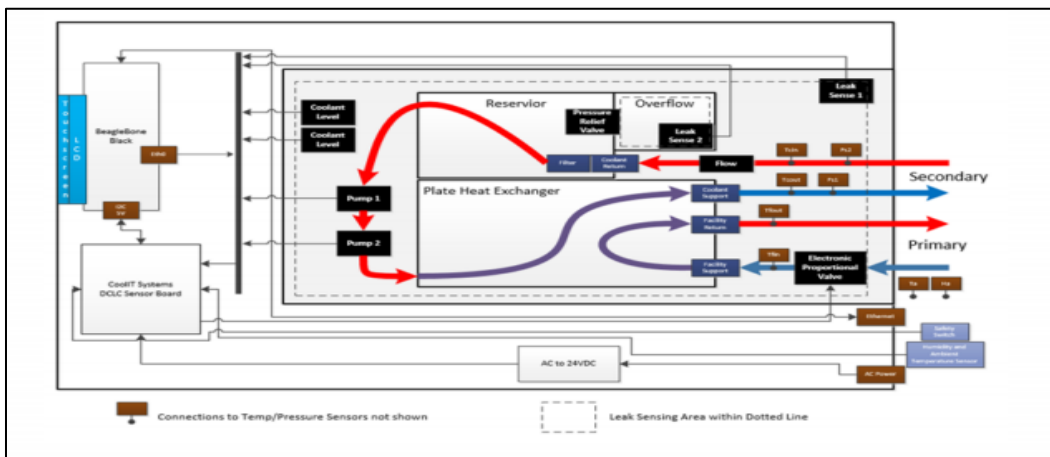 Reservior
Overflow
Leak
Sense 1
Coolant
Level
Coolant
Level
Pressure
Relief
Valve
Leak
Sense 2
BeagleBone
Black
Touchscreen
LCD
Filter
Coolant
Return
Flow
Secondary
Plate Heat Exchanger
Coolant
Support
Pump 1
Facility
Return
Pump 2
Primary
Facility
Support
Electronic
Proportional
Valve
CoolIT Systems
DCLC Sensor Board
Ethernet
Safety
Switch
Humidity and
Ambient
Temperature Sensor
AC to 24VDC
AC Power
Connections to Temp/Pressure Sensors not shown
Leak Sensing Area within Dotted Line